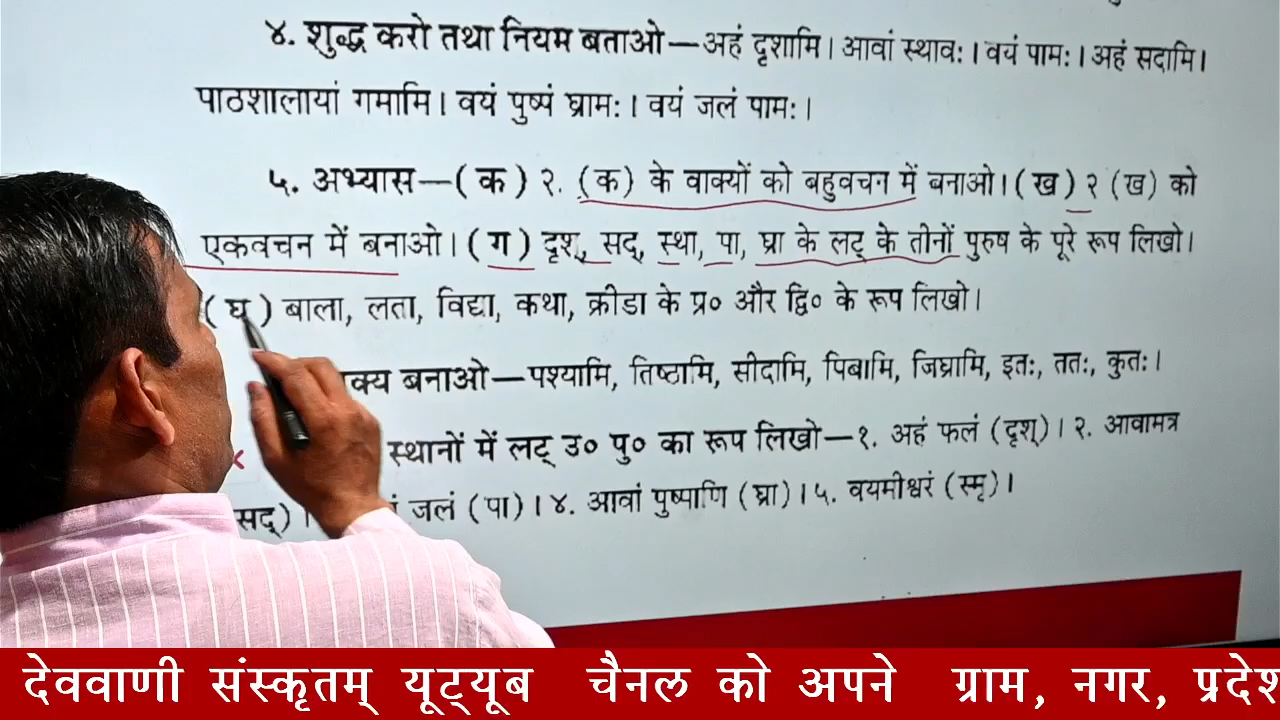 ४. शुद्ध करो तथा नियम बताओ—अहं दृशामि। आवां स्थावः। वयं पामः। अहं सदामि।
पाठशालायां गमामि। वयं पुष्पं घ्रामः। वयं जलं पामः।
५. अभ्यास—(क) २. (क) के वाक्यों को बहुवचन में बनाओ। (ख) २ (ख) को
एकवचन में बनाओ। (ग) दृश्, सद्, स्था, पा, घ्रा के लट् के तीनों पुरुष के पूरे रूप लिखो।
(घ) बाला, लता, विद्या, कथा, क्रीडा के प्र० और द्वि० के रूप लिखो।
बनाओ—पश्यामि, तिष्ठामि, सीदामि, पिबामि, जिघ्रामि, इतः, ततः, कुतः।
स्थानों में लट् उ० पु० का रूप लिखो—१. अहं फलं (दृश्)। २. आवामत्र
सद्)। जलं (पा)। ४. आवां पुष्पाणि (घ्रा)। ५. वयमीश्वरं (स्मृ)।
देववाणी संस्कृतम् यूट्यूब चैनल को अपने ग्राम, नगर, प्रदेश